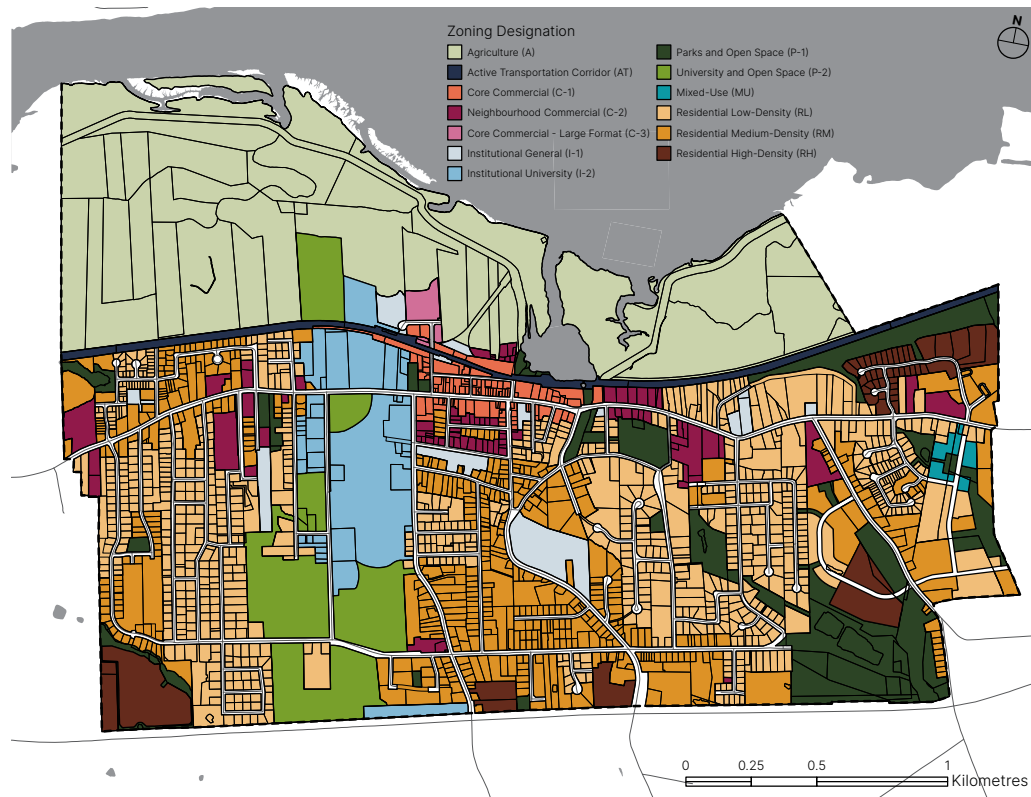 N
Zoning Designation
Agriculture (A)
Active Transportation Corridor (AT)
Core Commercial (C-1)
Neighbourhood Commercial (C-2)
Core Commercial - Large Format (C-3)
Institutional General (I-1)
Institutional University (I-2)
Parks and Open Space (P-1)
University and Open Space (P-2)
Mixed-Use (MU)
Residential Low-Density (RL)
Residential Medium-Density (RM)
Residential High-Density (RH)
0 0.25 0.5 1
Kilometres